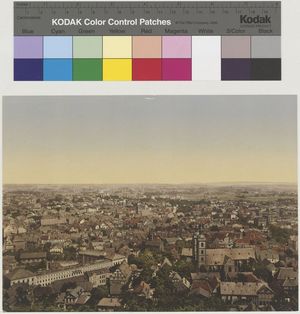 KODAK Color Control Patches Kodak
Blue Cyan Green Yellow Red Magenta White 3/Color Black